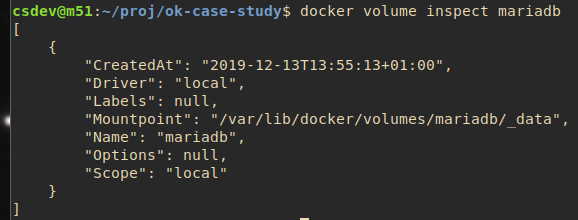 csdev@m51:~/proj/ok-case-study$ docker volume inspect mariadb
[
    {
        "CreatedAt": "2019-12-13T13:55:13+01:00",
        "Driver": "local",
        "Labels": null,
        "Mountpoint": "/var/lib/docker/volumes/mariadb/_data",
        "Name": "mariadb",
        "Options": null,
        "Scope": "local"
    }
]